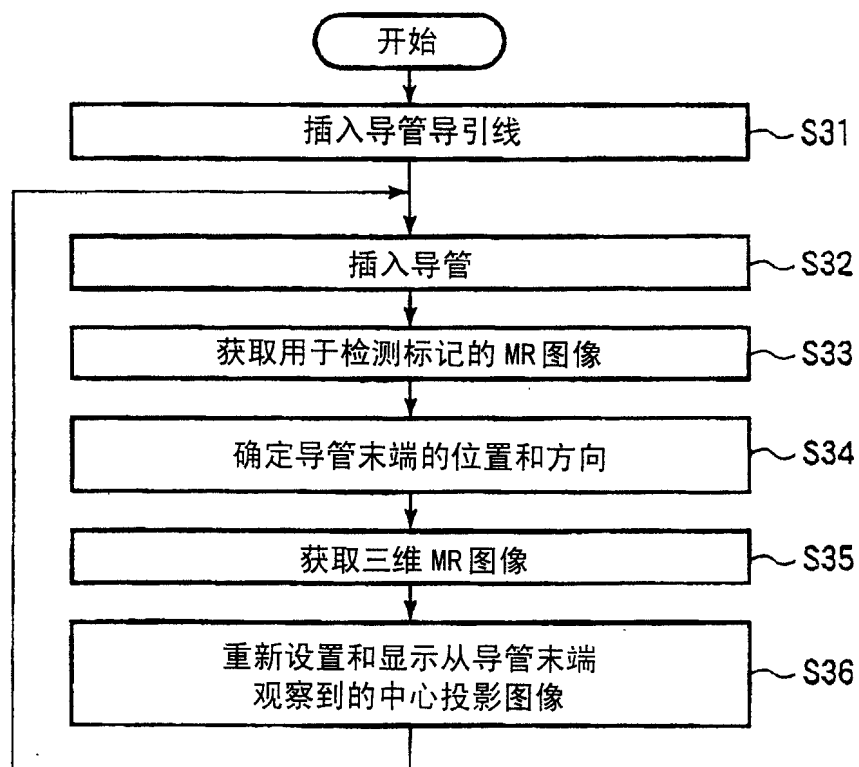 开始
插入导管导引线 S31
插入导管 S32
获取用于检测标记的 MR 图像 S33
确定导管末端的位置和方向 S34
获取三维 MR 图像 S35
重新设置和显示从导管末端
观察到的中心投影图像 S36